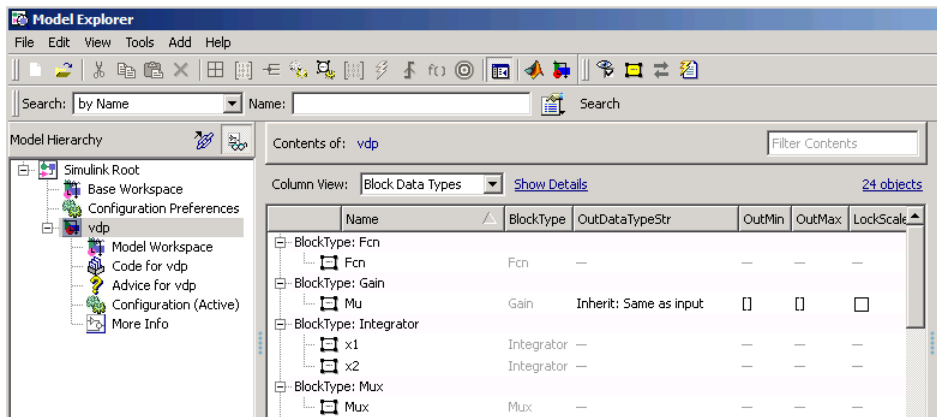 Model Explorer
File Edit View Tools Add Help
Search: by Name Name: Search
Model Hierarchy
Simulink Root
Base Workspace
Configuration Preferences
vdp
Model Workspace
Code for vdp
Advice for vdp
Configuration (Active)
More Info
Contents of: vdp Filter Contents
Column View: Block Data Types Show Details 24 objects
Name BlockType OutDataTypeStr OutMin OutMax LockScale
BlockType: Fcn
Fcn Fcn — — — —
BlockType: Gain
Mu Gain Inherit: Same as input [] []
BlockType: Integrator
x1 Integrator — — — —
x2 Integrator — — — —
BlockType: Mux
Mux Mux — — — —